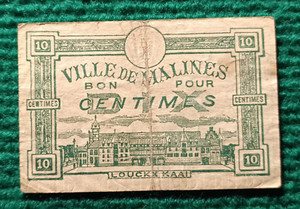 10 10
VILLE DE MALINES
BON POUR
CENTIMES CENTIMES CENTIMES
10 10
LOUCKX KAAI